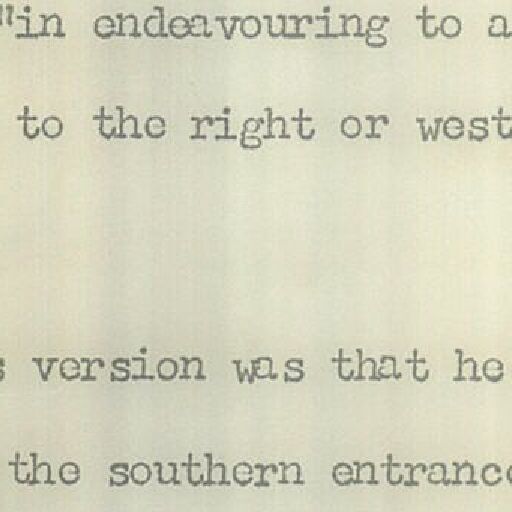 "in endeavouring to a
to the right or west
s version was that he
the southern entrance